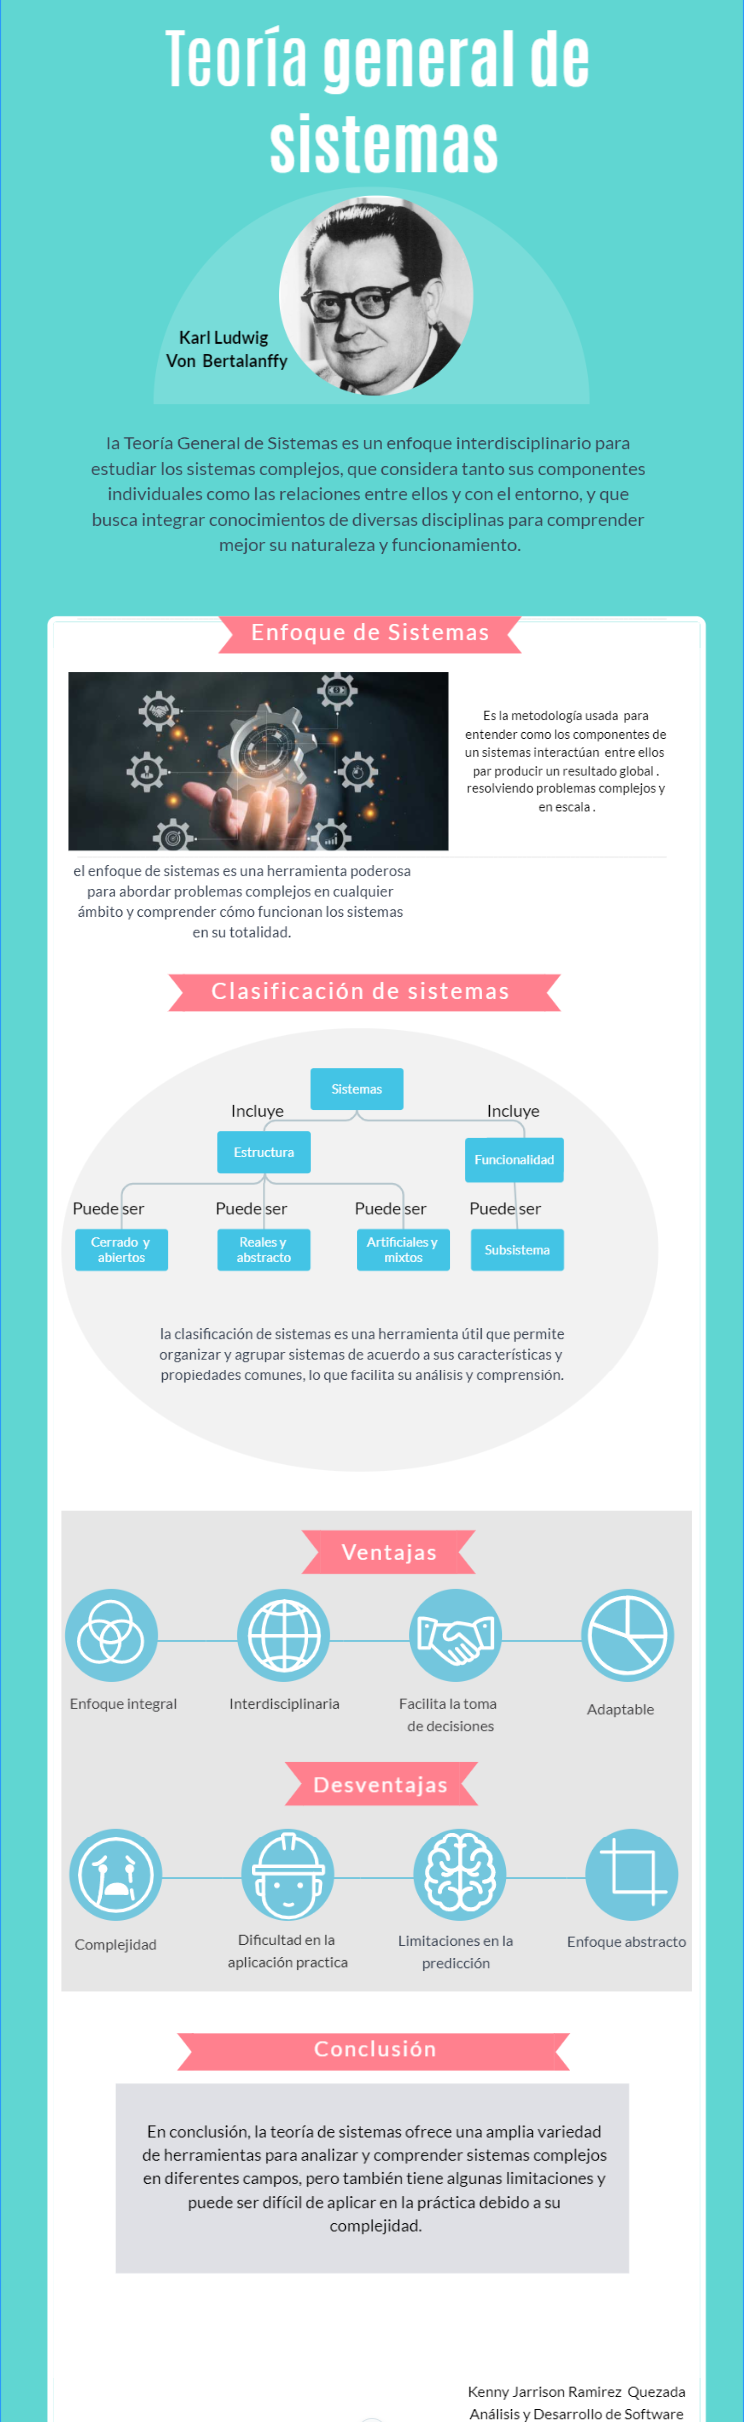 Teoría general de
sistemas
Karl Ludwig
Von Bertalanffy
la Teoría General de Sistemas es un enfoque interdisciplinario para
estudiar los sistemas complejos, que considera tanto sus componentes
individuales como las relaciones entre ellos y con el entorno, y que
busca integrar conocimientos de diversas disciplinas para comprender
mejor su naturaleza y funcionamiento.
Enfoque de Sistemas
Es la metodología usada para
entender como los componentes de
un sistemas interactúan entre ellos
par producir un resultado global .
resolviendo problemas complejos y
en escala .
el enfoque de sistemas es una herramienta poderosa
para abordar problemas complejos en cualquier
ámbito y comprender cómo funcionan los sistemas
en su totalidad.
Clasificación de sistemas
Sistemas
Incluye
Incluye
Estructura
Funcionalidad
Puede ser
Puede ser
Puede ser
Puede ser
Cerrado y
abiertos
Reales y
abstracto
Artificiales y
mixtos
Subsistema
la clasificación de sistemas es una herramienta útil que permite
organizar y agrupar sistemas de acuerdo a sus características y
propiedades comunes, lo que facilita su análisis y comprensión.
Ventajas
Enfoque integral
Interdisciplinaria
Facilita la toma
de decisiones
Adaptable
Desventajas
Complejidad
Dificultad en la
aplicación practica
Limitaciones en la
predicción
Enfoque abstracto
Conclusión
En conclusión, la teoría de sistemas ofrece una amplia variedad
de herramientas para analizar y comprender sistemas complejos
en diferentes campos, pero también tiene algunas limitaciones y
puede ser difícil de aplicar en la práctica debido a su
complejidad.
Kenny Jarrison Ramirez Quezada
Análisis y Desarrollo de Software